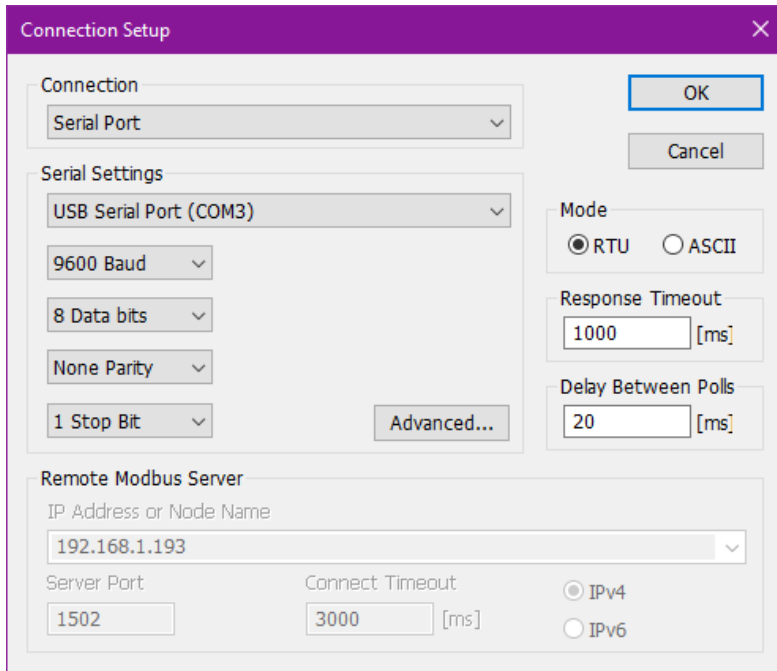 Connection Setup
Connection
OK
Serial Port
Cancel
Serial Settings
USB Serial Port (COM3)
Mode
RTU ASCII
9600 Baud
Response Timeout
8 Data bits
1000 [ms]
None Parity
Delay Between Polls
1 Stop Bit Advanced... 20 [ms]
Remote Modbus Server
IP Address or Node Name
192.168.1.193
Server Port Connect Timeout
IPv4
1502 3000 [ms]
IPv6